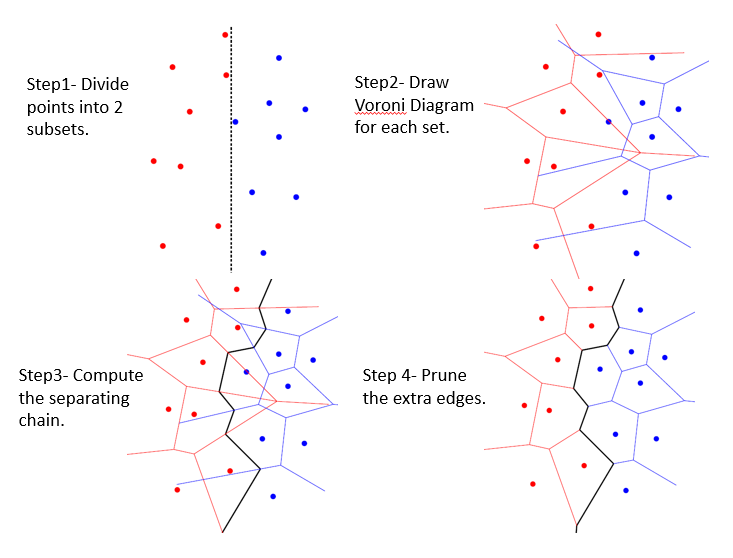 Step1- Divide
points into 2
subsets.
Step2- Draw
Voroni Diagram
for each set.
Step3- Compute
the separating
chain.
Step 4- Prune
the extra edges.